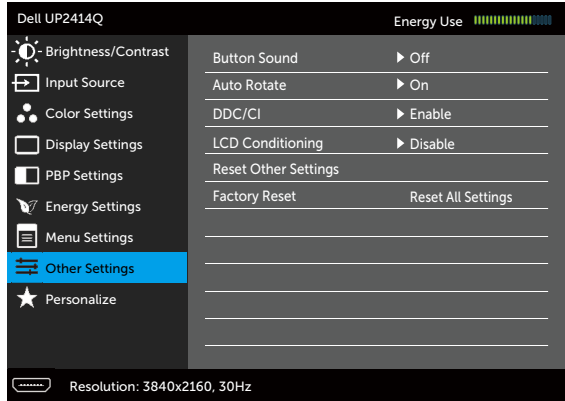 Dell UP2414Q
Energy Use
Brightness/Contrast
Input Source
Color Settings
Display Settings
PBP Settings
Energy Settings
Menu Settings
Other Settings
Personalize
Button Sound Off
Auto Rotate On
DDC/CI Enable
LCD Conditioning Disable
Reset Other Settings
Factory Reset Reset All Settings
Resolution: 3840x2160, 30Hz